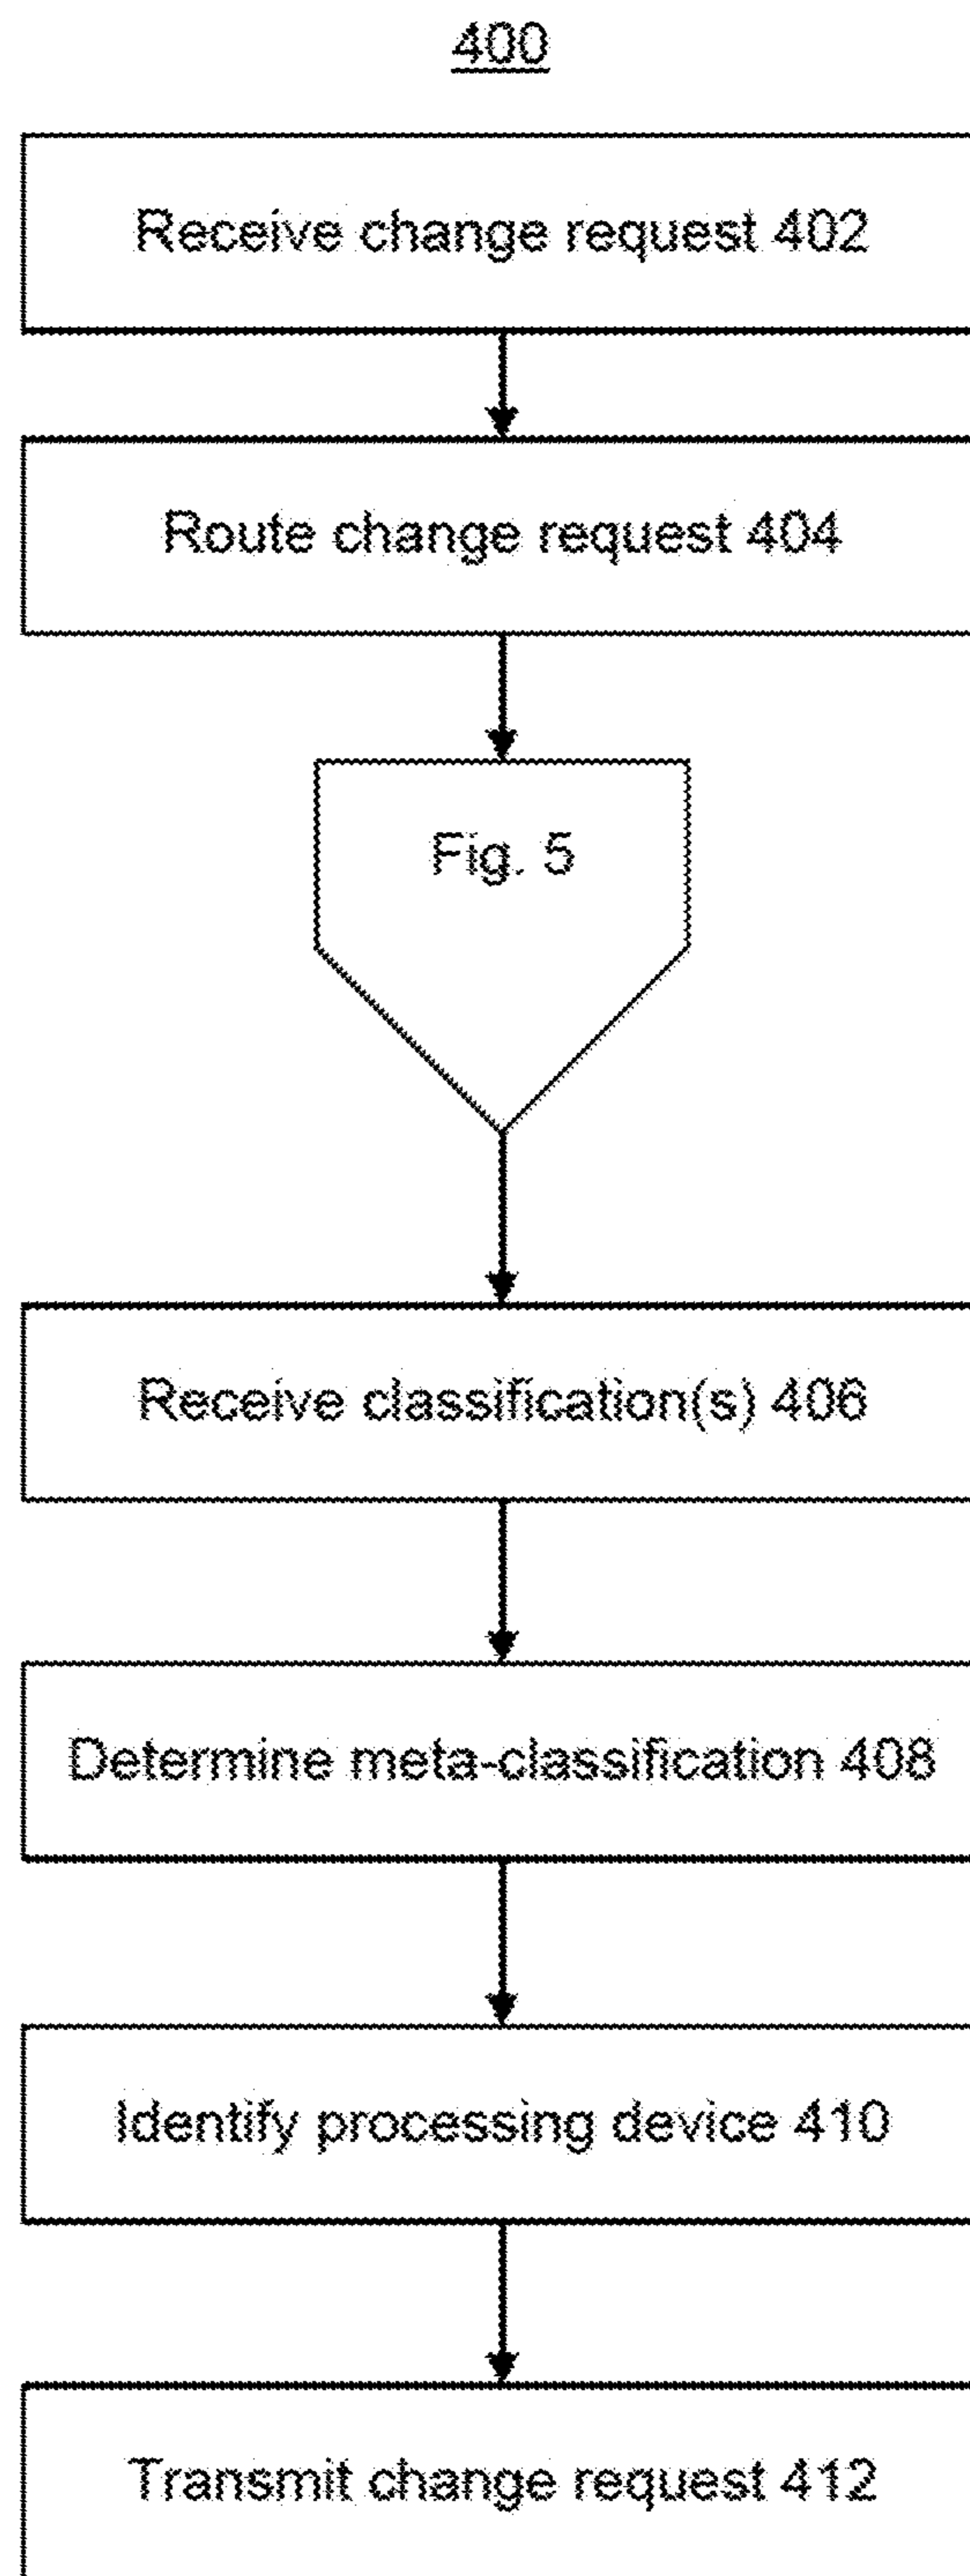 400
Receive change request 402
Route change request 404
Fig. 5
Receive classification(s) 406
Determine meta-classification 408
Identify processing device 410
Transmit change request 412